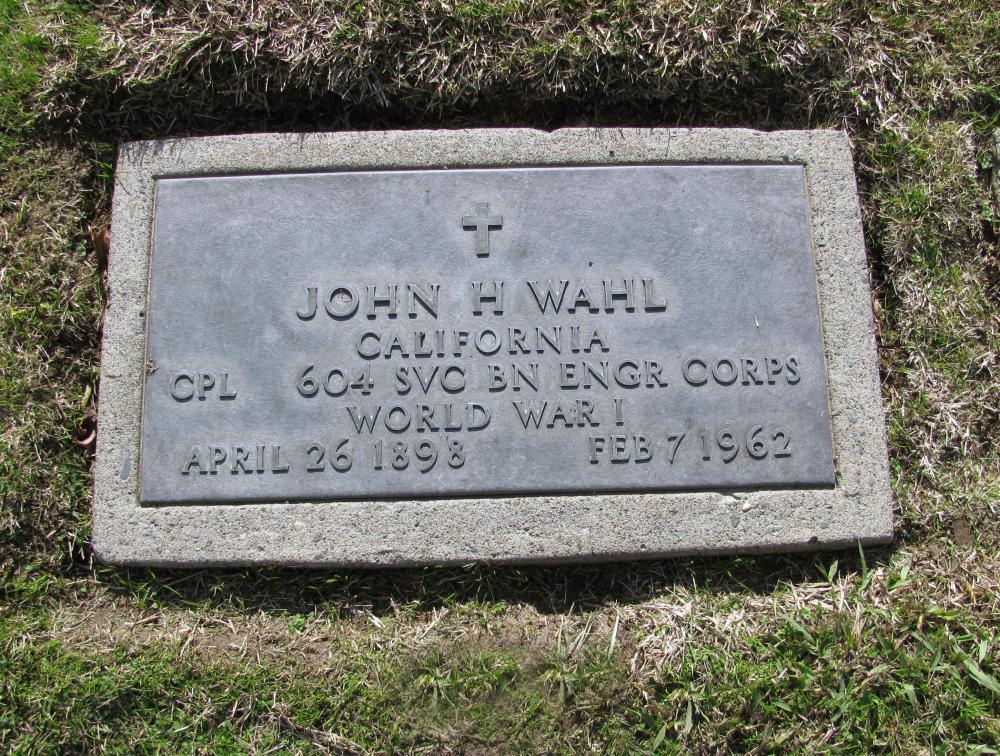 JOHN H WAHL
CALIFORNIA
CPL 604 SVC BN ENGR CORPS
WORLD WAR I
APRIL 26 1898 FEB 7 1962